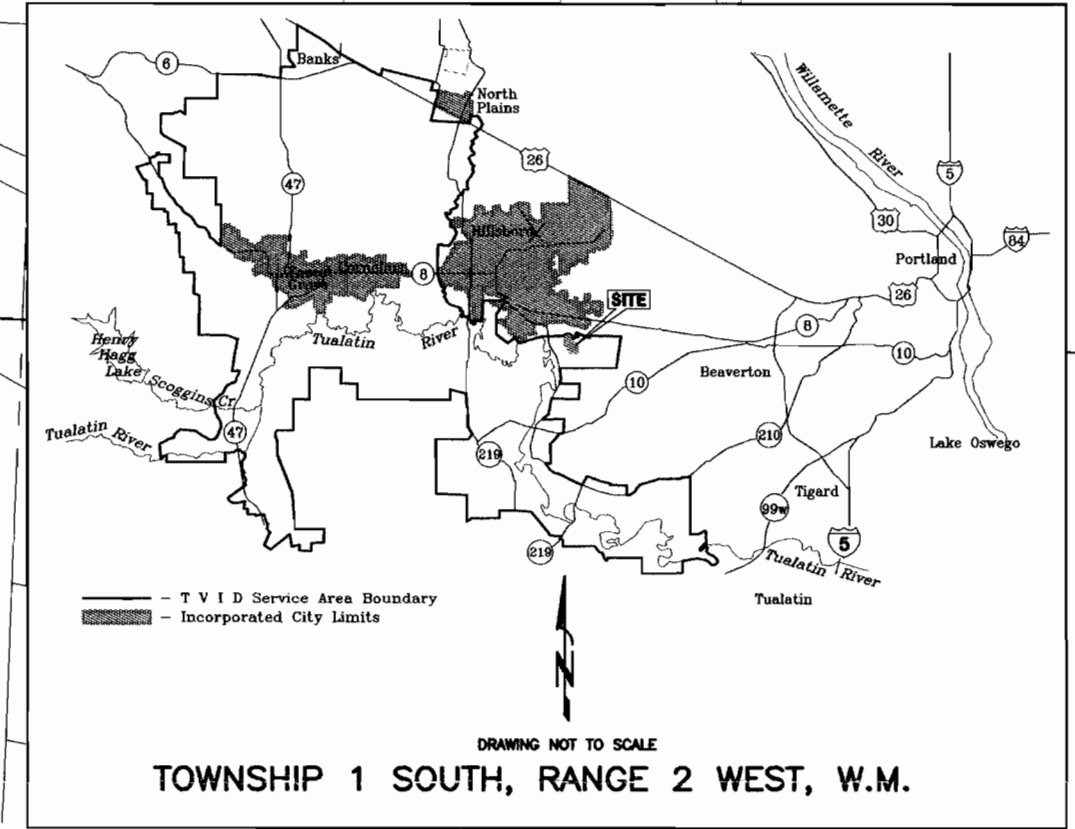 6
Banks
North
Plains
Willamette
River
26
5
47
30
84
Hillsboro
Portland
Forest
Grove
Cornelius
8
26
SITE
Henry
Hagg
Lake
Tualatin
River
8
10
Scoggins Cr
Beaverton
10
Tualatin River
47
210
Lake Oswego
219
Tigard
99w
219
5
Tualatin
River
Tualatin
– T V I D Service Area Boundary
– Incorporated City Limits
N
DRAWING NOT TO SCALE
TOWNSHIP 1 SOUTH, RANGE 2 WEST, W.M.